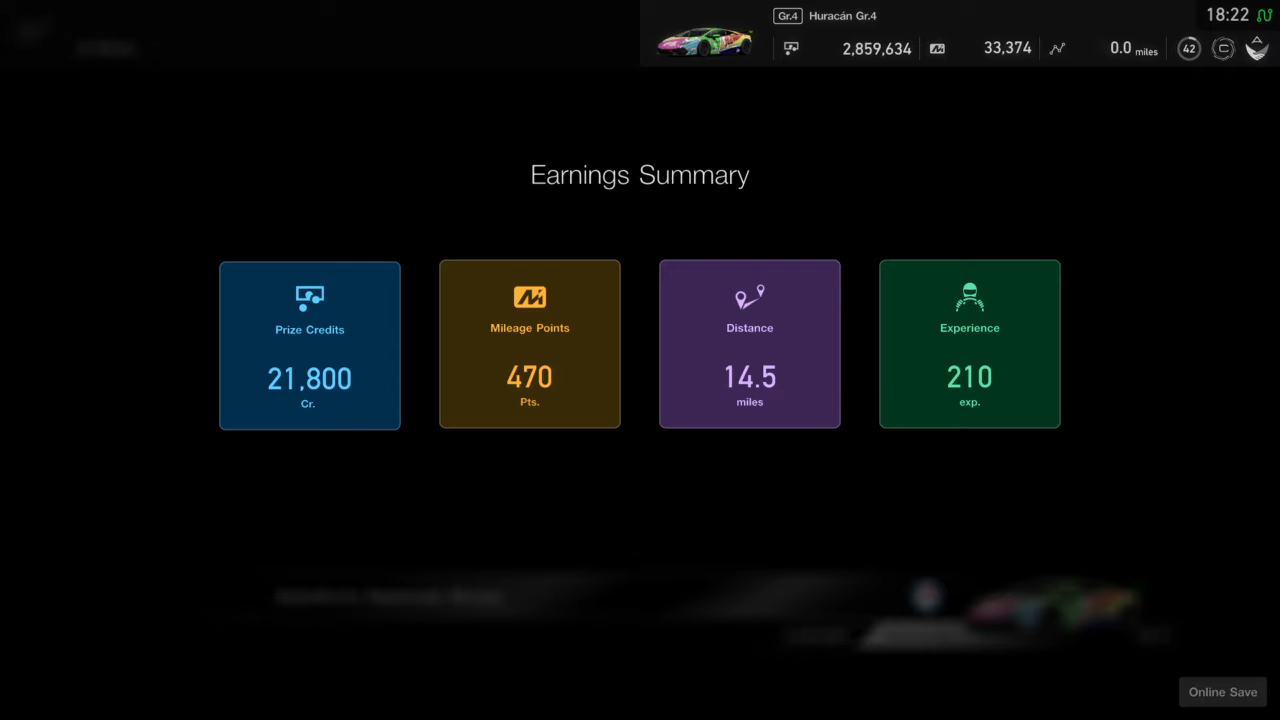 Gr.4 Huracán Gr.4
18:22
2,859,634 33,374 0.0 miles 42 C
Earnings Summary
Prize Credits
21,800
Cr.
Mileage Points
470
Pts.
Distance
14.5
miles
Experience
210
exp.
Online Save